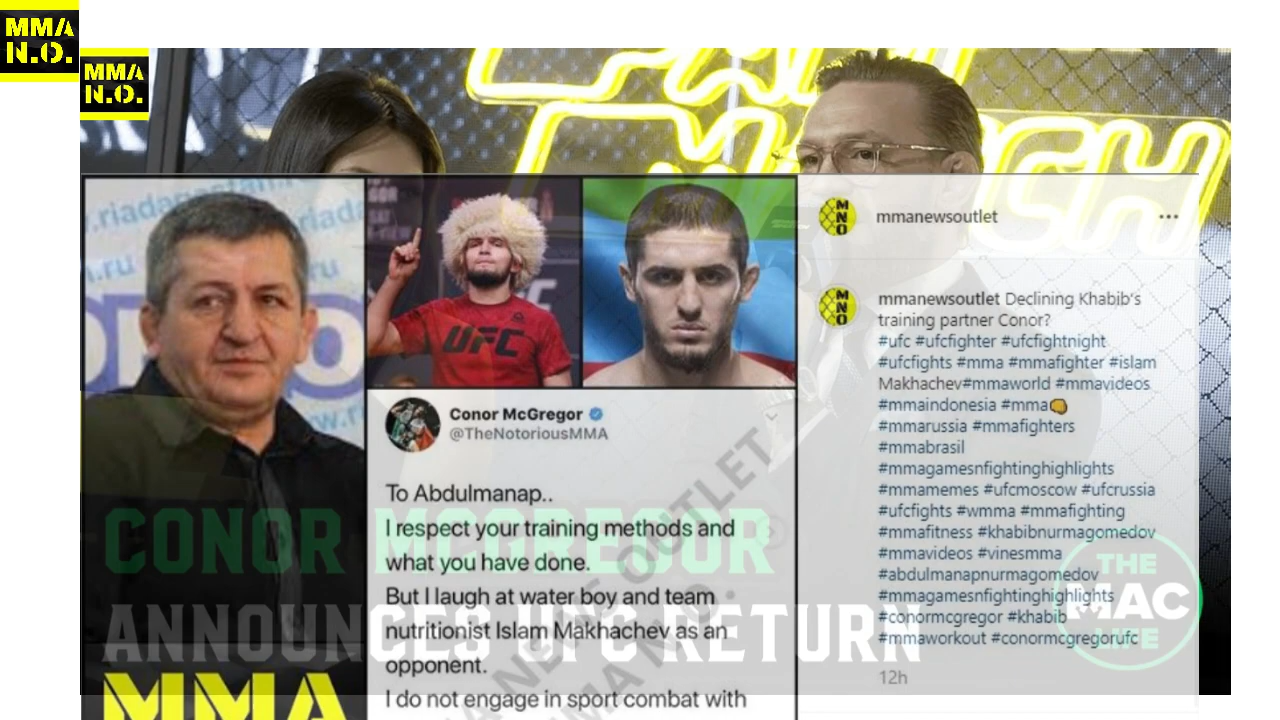 MMA
N.O.
MMA
N.O.
M
N
O
mmanewsoutlet
M
N
O
mmanewsoutlet Declining Khabib's
training partner Conor?
#ufc #ufcfighter #ufcfightnight
#ufcfights #mma #mmafighter #islam
Makhachev#mmaworld #mmavideos
#mmaindonesia #mma👊
#mmarussia #mmafighters
#mmabrasil
#mmagamesnfightinghighlights
#mmamemes #ufcmoscow #ufcrussia
#ufcfights #wmma #mmafighting
#mmafitness #khabibnurmagomedov
#mmavideos #vinesmma
#abdulmanapnurmagomedov
#mmagamesnfightinghighlights
#conormcgregor #khabib
#mmaworkout #conormcgregorufc
12h
UFC
Conor McGregor
@TheNotoriousMMA
To Abdulmanap..
I respect your training methods and
what you have done.
But I laugh at water boy and team
nutritionist Islam Makhachev as an
opponent.
I do not engage in sport combat with
NEWS OUTLET
MMA N.O.
CONOR MCGREGOR
ANNOUNCES UFC RETURN
THE
MAC
LIFE
MMA